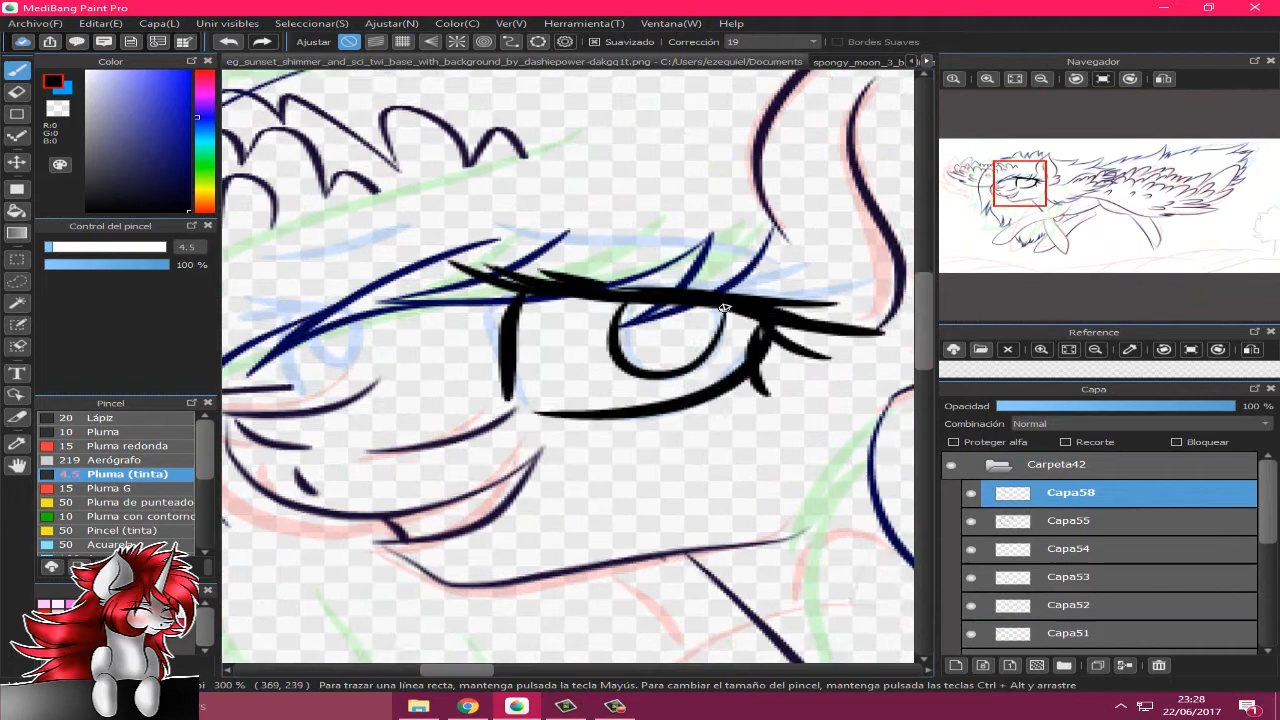 MediBang Paint Pro
Archivo(F) Editar(E) Capa(L) Unir visibles Seleccionar(S) Ajustar(N) Color(C) Ver(V) Herramienta(T) Ventana(W) Help
Ajustar Suavizado Corrección 19 Bordes Suaves
eg_sunset_shimmer_and_sci_twi_base_with_background_by_dashiepower-dakgq1t.png - C:/Users/ezequiel/Documents
spongy_moon_3_b
Color
R:0
G:0
B:0
Control del pincel
4.5
100 %
Pincel
20 Lápiz
10 Pluma
15 Pluma redonda
219 Aerógrafo
4.5 Pluma (tinta)
15 Pluma G
50 Pluma de punteado
10 Pluma con contorno
50 Pincel (tinta)
50 Acuarela
Navegador
Reference
Capa
Opacidad 100 %
Combinación Normal
Proteger alfa Recorte Bloquear
Carpeta42
Capa58
Capa55
Capa54
Capa53
Capa52
Capa51
300 % (369, 239) Para trazar una línea recta, mantenga pulsada la tecla Mayús. Para cambiar el tamaño del pincel, mantenga pulsadas las teclas Ctrl + Alt y arrastre
23:28
22/06/2017
1